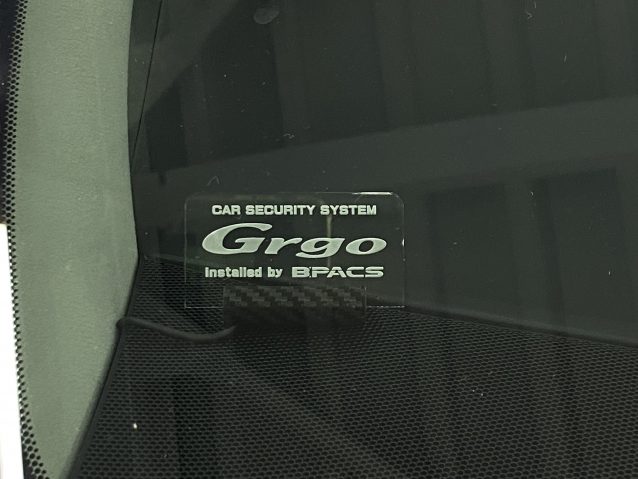 CAR SECURITY SYSTEM
Grgo
installed by BPACS